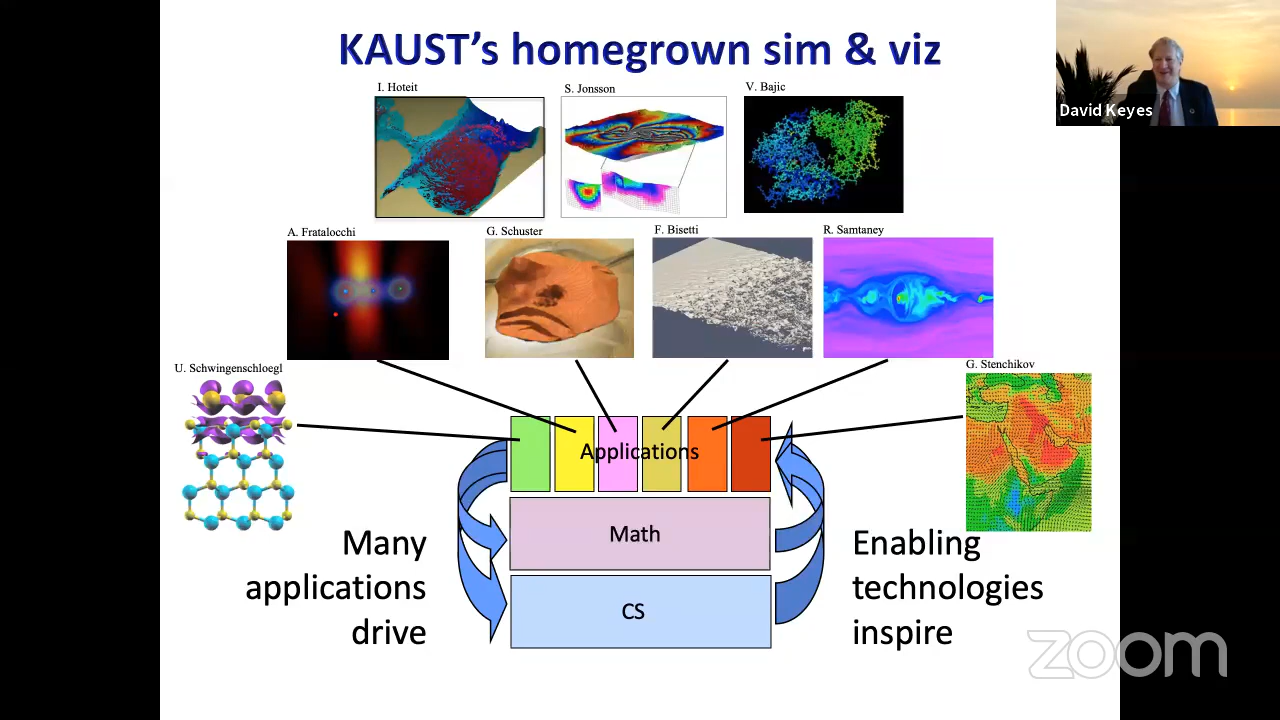 KAUST's homegrown sim & viz
David Keyes
I. Hoteit
S. Jonsson
V. Bajic
A. Fratalocchi
G. Schuster
F. Bisetti
R. Samtaney
U. Schwingenschloegl
G. Stenchikov
Applications
Math
CS
Many
applications
drive
Enabling
technologies
inspire
zoom